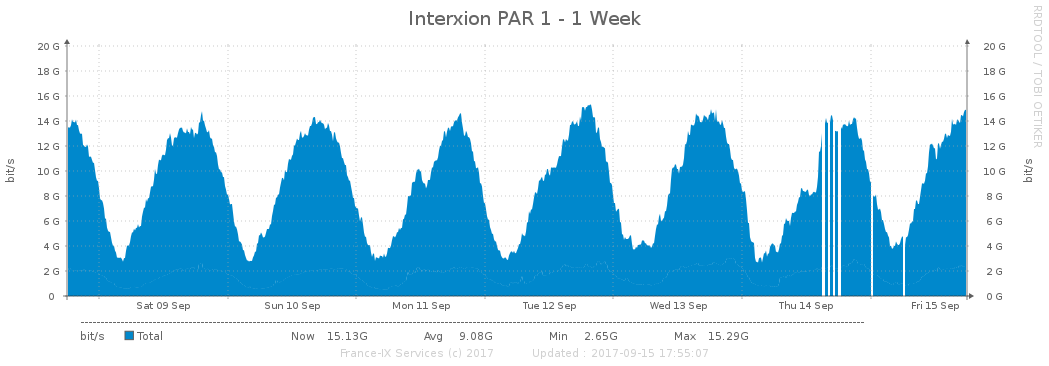 Interxion PAR 1 - 1 Week
RRDTOOL / TOBI OETIKER
20 G 20 G
18 G 18 G
16 G 16 G
14 G 14 G
12 G 12 G
10 G 10 G
8 G 8 G
6 G 6 G
4 G 4 G
2 G 2 G
0 0 G
bit/s bit/s
Sat 09 Sep Sun 10 Sep Mon 11 Sep Tue 12 Sep Wed 13 Sep Thu 14 Sep Fri 15 Sep
bit/s Total Now 15.13G Avg 9.08G Min 2.65G Max 15.29G
France-IX Services (c) 2017 Updated : 2017-09-15 17:55:07